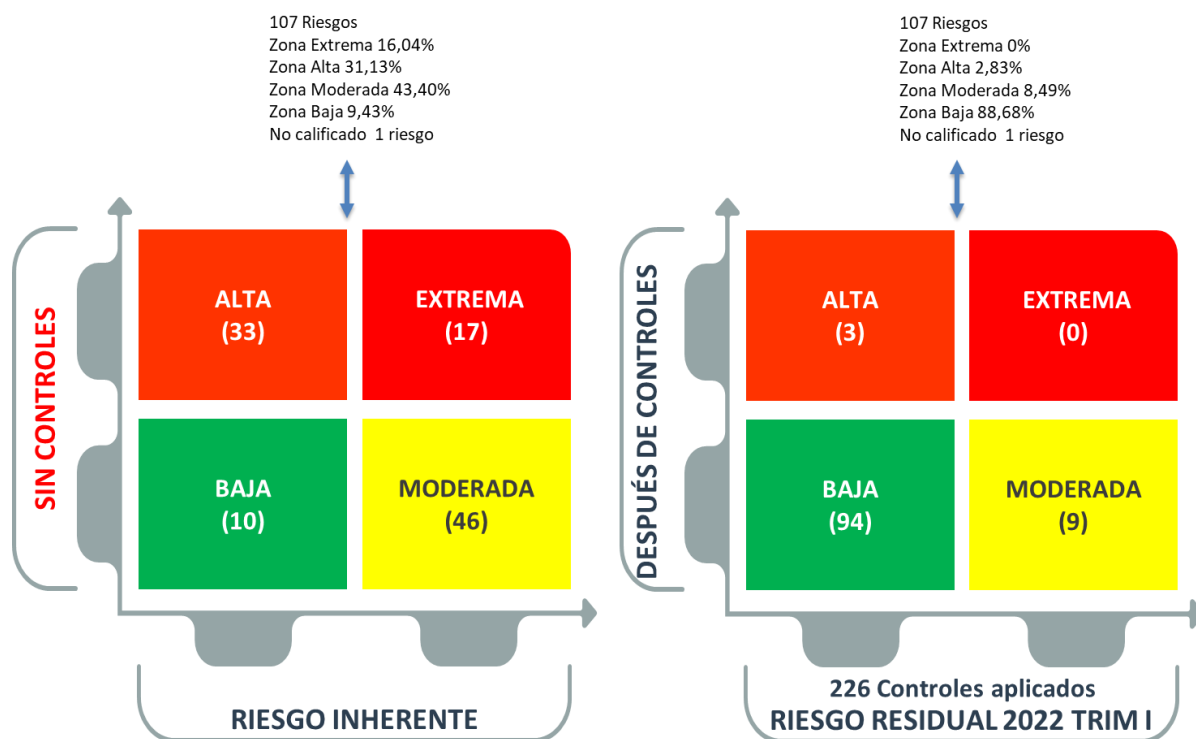 107 Riesgos
Zona Extrema 16,04%
Zona Alta 31,13%
Zona Moderada 43,40%
Zona Baja 9,43%
No calificado 1 riesgo
SIN CONTROLES
ALTA
(33)
EXTREMA
(17)
BAJA
(10)
MODERADA
(46)
RIESGO INHERENTE
107 Riesgos
Zona Extrema 0%
Zona Alta 2,83%
Zona Moderada 8,49%
Zona Baja 88,68%
No calificado 1 riesgo
DESPUÉS DE CONTROLES
ALTA
(3)
EXTREMA
(0)
BAJA
(94)
MODERADA
(9)
226 Controles aplicados
RIESGO RESIDUAL 2022 TRIM I